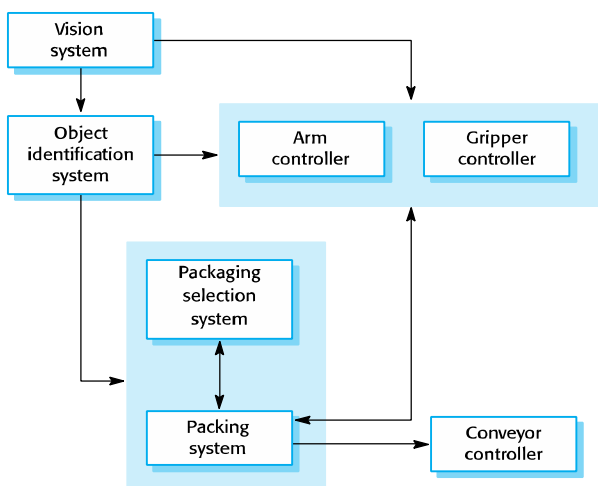 Vision
system
Object
identification
system
Arm
controller
Gripper
controller
Packaging
selection
system
Packing
system
Conveyor
controller